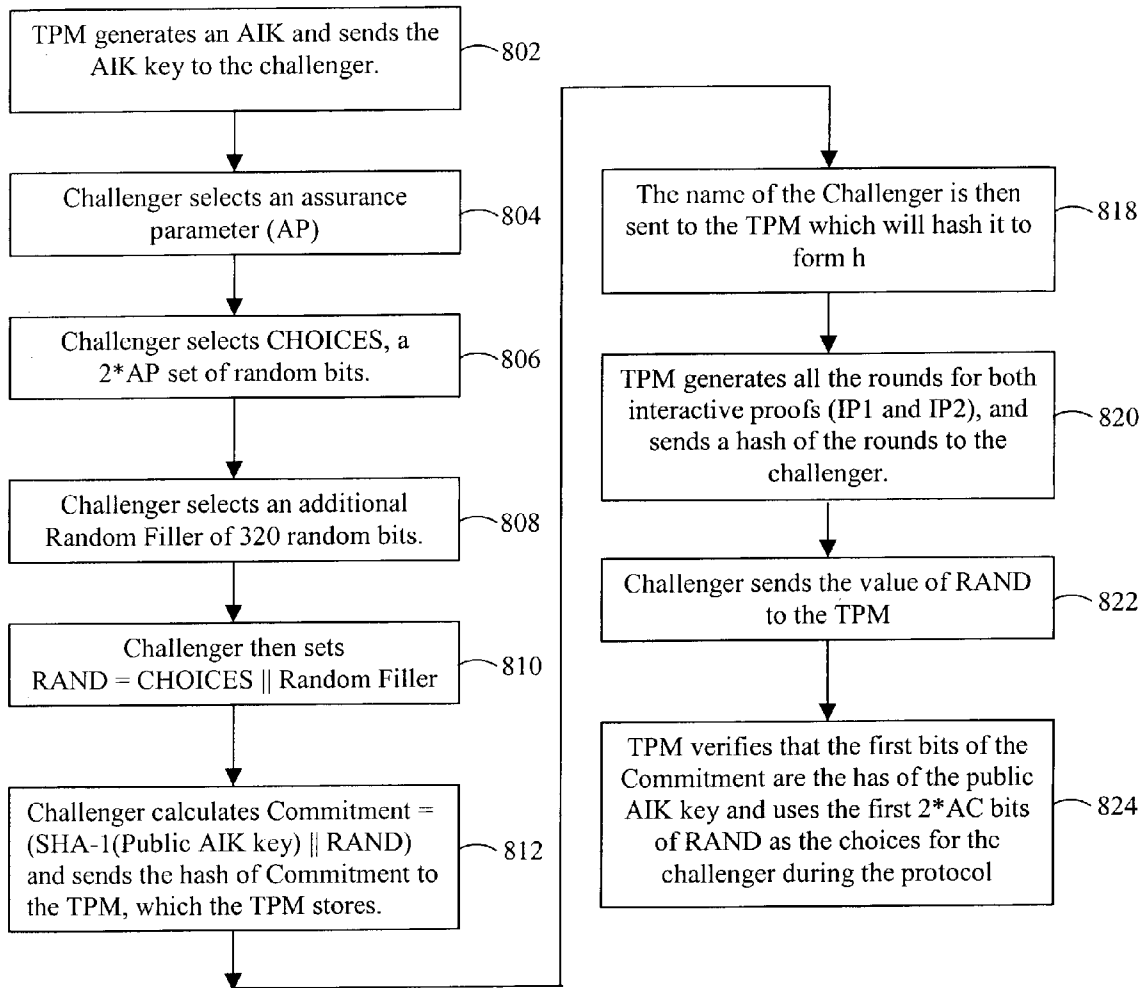 TPM generates an AIK and sends the
AIK key to the challenger.
802
Challenger selects an assurance
parameter (AP)
804
Challenger selects CHOICES, a
2*AP set of random bits.
806
Challenger selects an additional
Random Filler of 320 random bits.
808
Challenger then sets
RAND = CHOICES || Random Filler
810
Challenger calculates Commitment =
(SHA-1(Public AIK key) || RAND)
and sends the hash of Commitment to
the TPM, which the TPM stores.
812
The name of the Challenger is then
sent to the TPM which will hash it to
form h
818
TPM generates all the rounds for both
interactive proofs (IP1 and IP2), and
sends a hash of the rounds to the
challenger.
820
Challenger sends the value of RAND
to the TPM
822
TPM verifies that the first bits of the
Commitment are the has of the public
AIK key and uses the first 2*AC bits
of RAND as the choices for the
challenger during the protocol
824